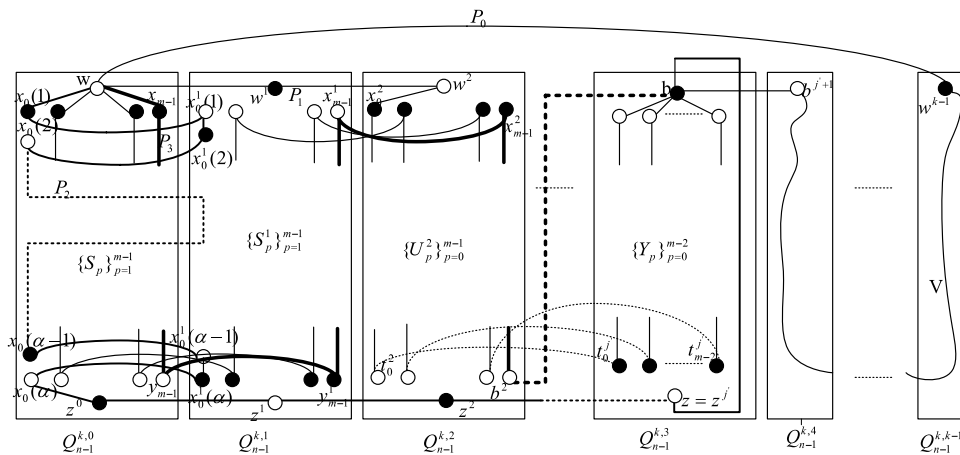 P_0
w w^1 P_1 w^2 b b^{j'+1} w^{k-1}
x_0(1) x_{m-1} x_0^1(1) x_{m-1}^1 x_0^2 x_{m-1}^2
x_0(2) P_3 x_0^1(2)
P_2
{S_p}_{p=1}^{m-1} {S_p^1}_{p=1}^{m-1} {U_p^2}_{p=0}^{m-1} {Y_p}_{p=0}^{m-2} V
x_0(α-1) x_0^1(α-1) t_0^2 t_0^j t_{m-2}^j
x_0(α) y_{m-1} x_0^1(α) y_{m-1}^1 b^2
z^0 z^1 z^2 z = z^{j'}
Q_{n-1}^{k,0} Q_{n-1}^{k,1} Q_{n-1}^{k,2} Q_{n-1}^{k,3} Q_{n-1}^{k,4} Q_{n-1}^{k,k-1}